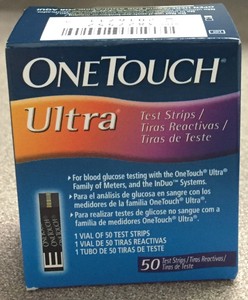 ONETOUCH®
Ultra®
Test Strips /
Tiras Reactivas /
Tiras de Teste
• For blood glucose testing with the OneTouch® Ultra®
Family of Meters, and the InDuo™ Systems.
• Para el análisis de glucosa en sangre con los
medidores de la familia OneTouch® Ultra®.
• Para realizar testes de glicose no sangue com a
família de medidores OneTouch® Ultra®.
1 VIAL OF 50 TEST STRIPS
1 VIAL DE 50 TIRAS REACTIVAS
1 TUBO DE 50 TIRAS DE TESTE
50 Test Strips/Tiras Reactivas/
Tiras de Teste